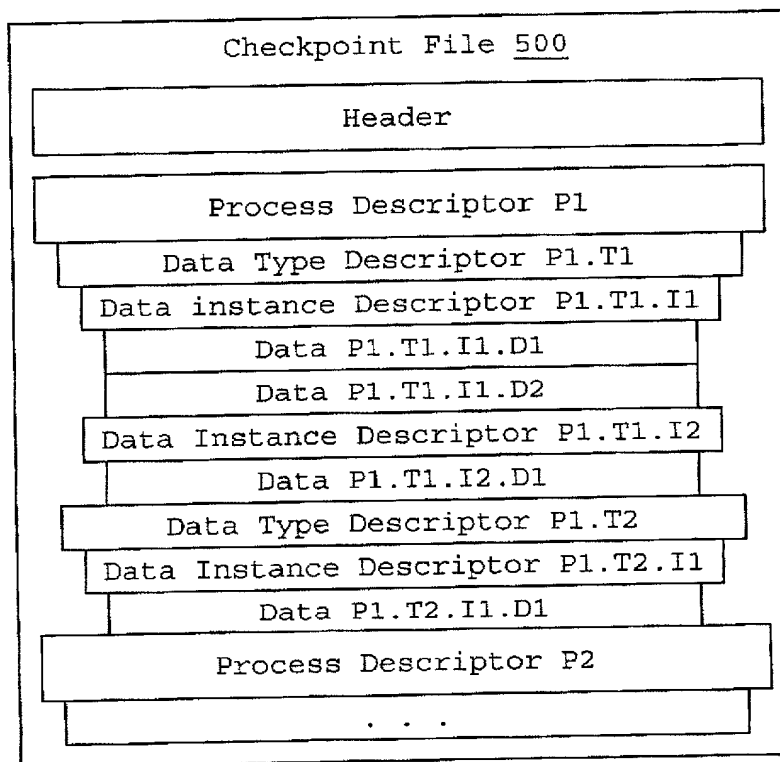 Checkpoint File 500
Header
Process Descriptor P1
Data Type Descriptor P1.T1
Data instance Descriptor P1.T1.I1
Data P1.T1.I1.D1
Data P1.T1.I1.D2
Data Instance Descriptor P1.T1.I2
Data P1.T1.I2.D1
Data Type Descriptor P1.T2
Data Instance Descriptor P1.T2.I1
Data P1.T2.I1.D1
Process Descriptor P2
. . .